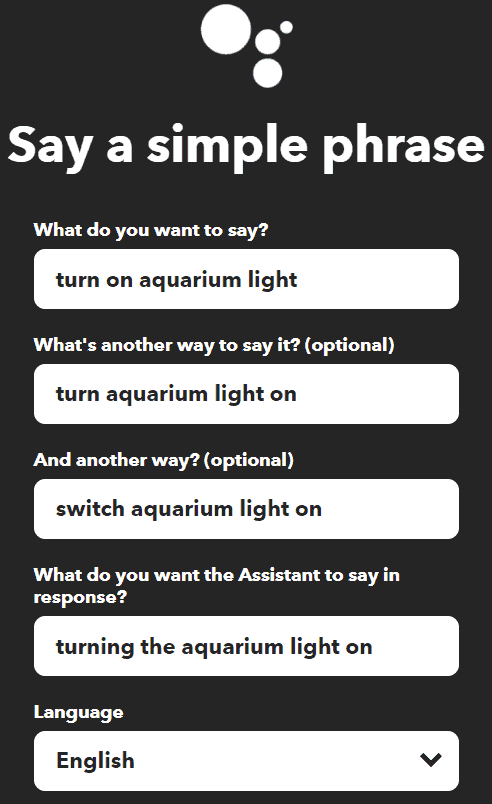 Say a simple phrase
What do you want to say?
turn on aquarium light
What's another way to say it? (optional)
turn aquarium light on
And another way? (optional)
switch aquarium light on
What do you want the Assistant to say in
response?
turning the aquarium light on
Language
English